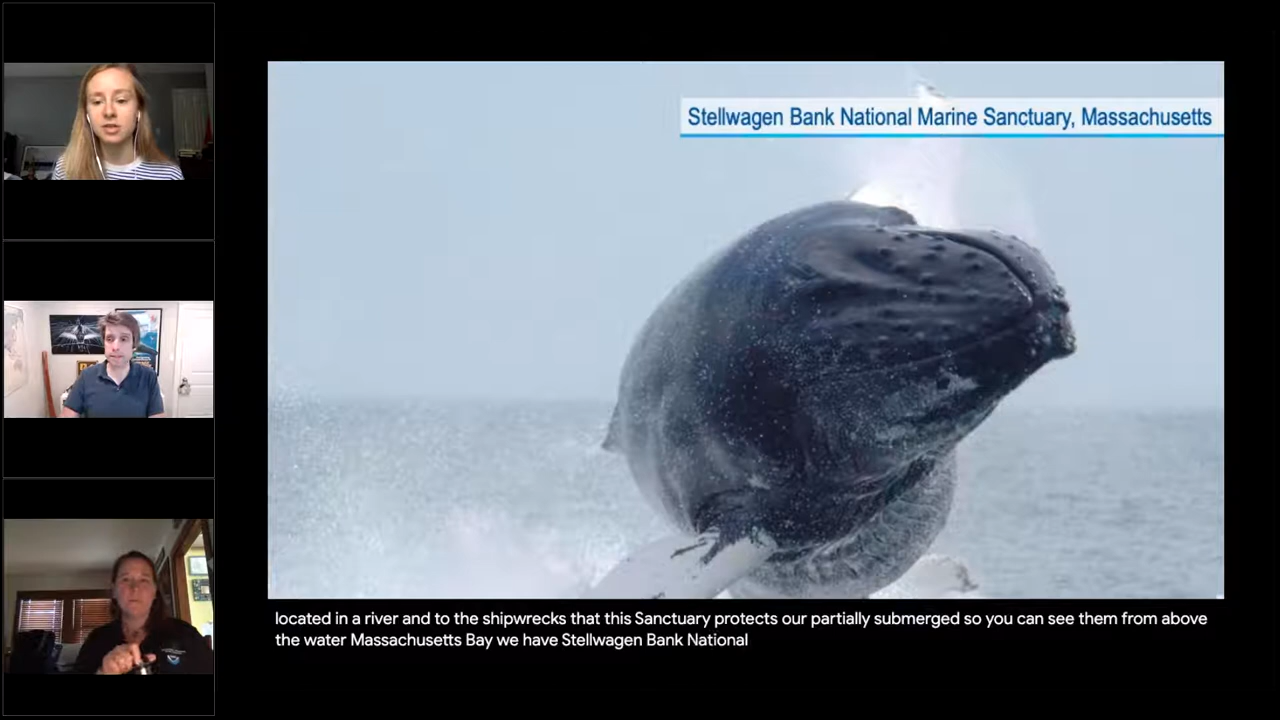 Stellwagen Bank National Marine Sanctuary, Massachusetts
located in a river and to the shipwrecks that this Sanctuary protects our partially submerged so you can see them from above
the water Massachusetts Bay we have Stellwagen Bank National